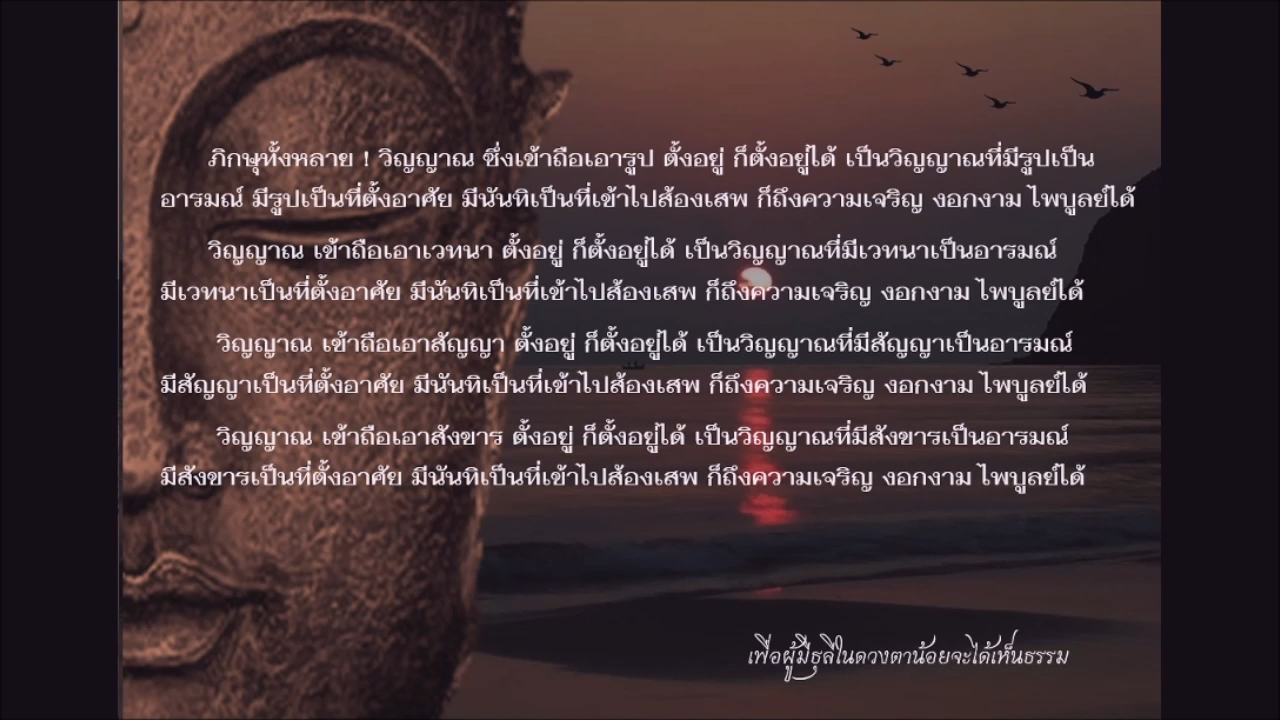 ภิกษุทั้งหลาย ! วิญญาณ ซึ่งเข้าถือเอารูป ตั้งอยู่ ก็ตั้งอยู่ได้ เป็นวิญญาณที่มีรูปเป็น
อารมณ์ มีรูปเป็นที่ตั้งอาศัย มีนันทิเป็นที่เข้าไปส้องเสพ ก็ถึงความเจริญ งอกงาม ไพบูลย์ได้
วิญญาณ เข้าถือเอาเวทนา ตั้งอยู่ ก็ตั้งอยู่ได้ เป็นวิญญาณที่มีเวทนาเป็นอารมณ์
มีเวทนาเป็นที่ตั้งอาศัย มีนันทิเป็นที่เข้าไปส้องเสพ ก็ถึงความเจริญ งอกงาม ไพบูลย์ได้
วิญญาณ เข้าถือเอาสัญญา ตั้งอยู่ ก็ตั้งอยู่ได้ เป็นวิญญาณที่มีสัญญาเป็นอารมณ์
มีสัญญาเป็นที่ตั้งอาศัย มีนันทิเป็นที่เข้าไปส้องเสพ ก็ถึงความเจริญ งอกงาม ไพบูลย์ได้
วิญญาณ เข้าถือเอาสังขาร ตั้งอยู่ ก็ตั้งอยู่ได้ เป็นวิญญาณที่มีสังขารเป็นอารมณ์
มีสังขารเป็นที่ตั้งอาศัย มีนันทิเป็นที่เข้าไปส้องเสพ ก็ถึงความเจริญ งอกงาม ไพบูลย์ได้
เพื่อผู้มีธุลีในดวงตาน้อยจะได้เห็นธรรม